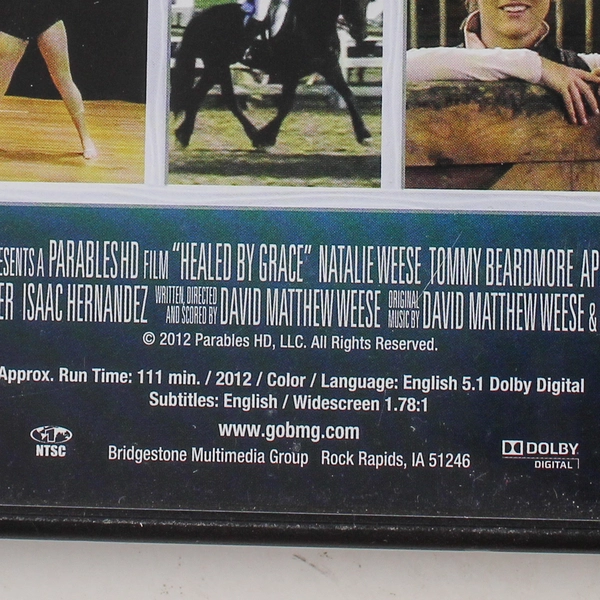 PRESENTS A PARABLES HD FILM "HEALED BY GRACE" NATALIE WEESE TOMMY BEARDMORE
ISAAC HERNANDEZ WRITTEN, DIRECTED AND SCORED BY DAVID MATTHEW WEESE ORIGINAL MUSIC BY DAVID MATTHEW WEESE &
© 2012 Parables HD, LLC. All Rights Reserved.
Approx. Run Time: 111 min. / 2012 / Color / Language: English 5.1 Dolby Digital
Subtitles: English / Widescreen 1.78:1
www.gobmg.com
NTSC
Bridgestone Multimedia Group Rock Rapids, IA 51246
DOLBY
DIGITAL